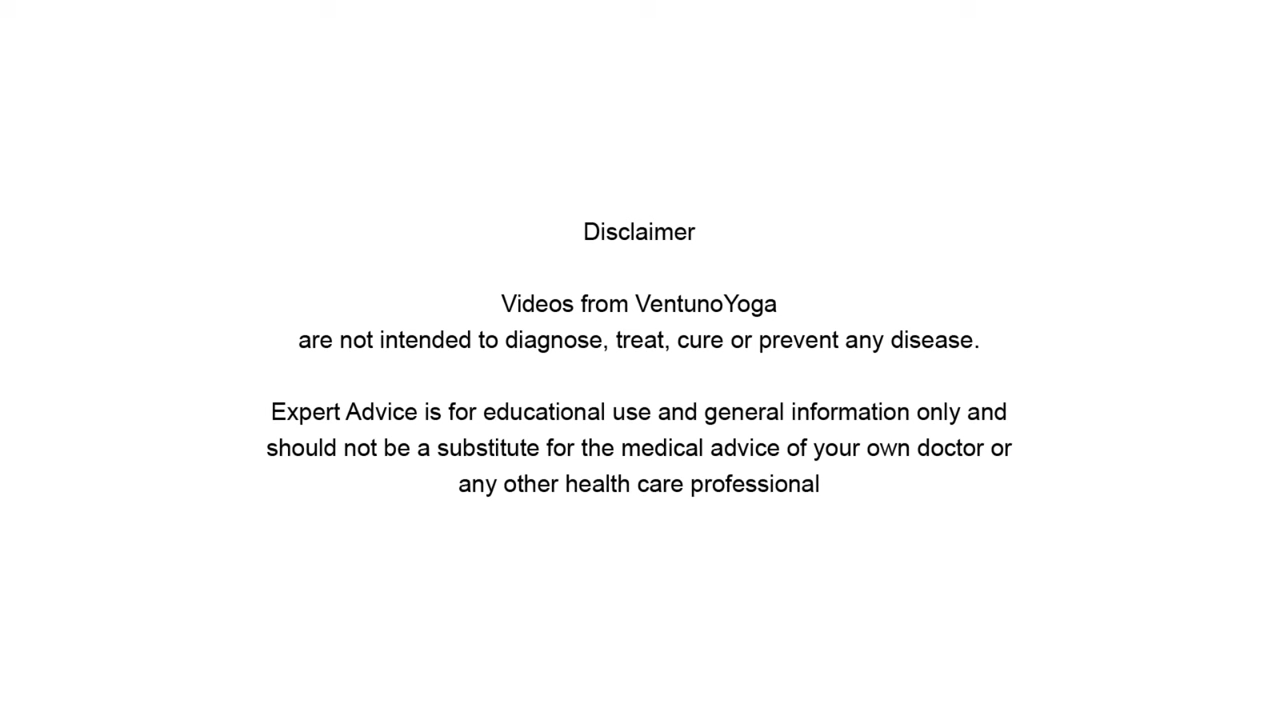 Disclaimer
Videos from VentunoYoga
are not intended to diagnose, treat, cure or prevent any disease.
Expert Advice is for educational use and general information only and
should not be a substitute for the medical advice of your own doctor or
any other health care professional